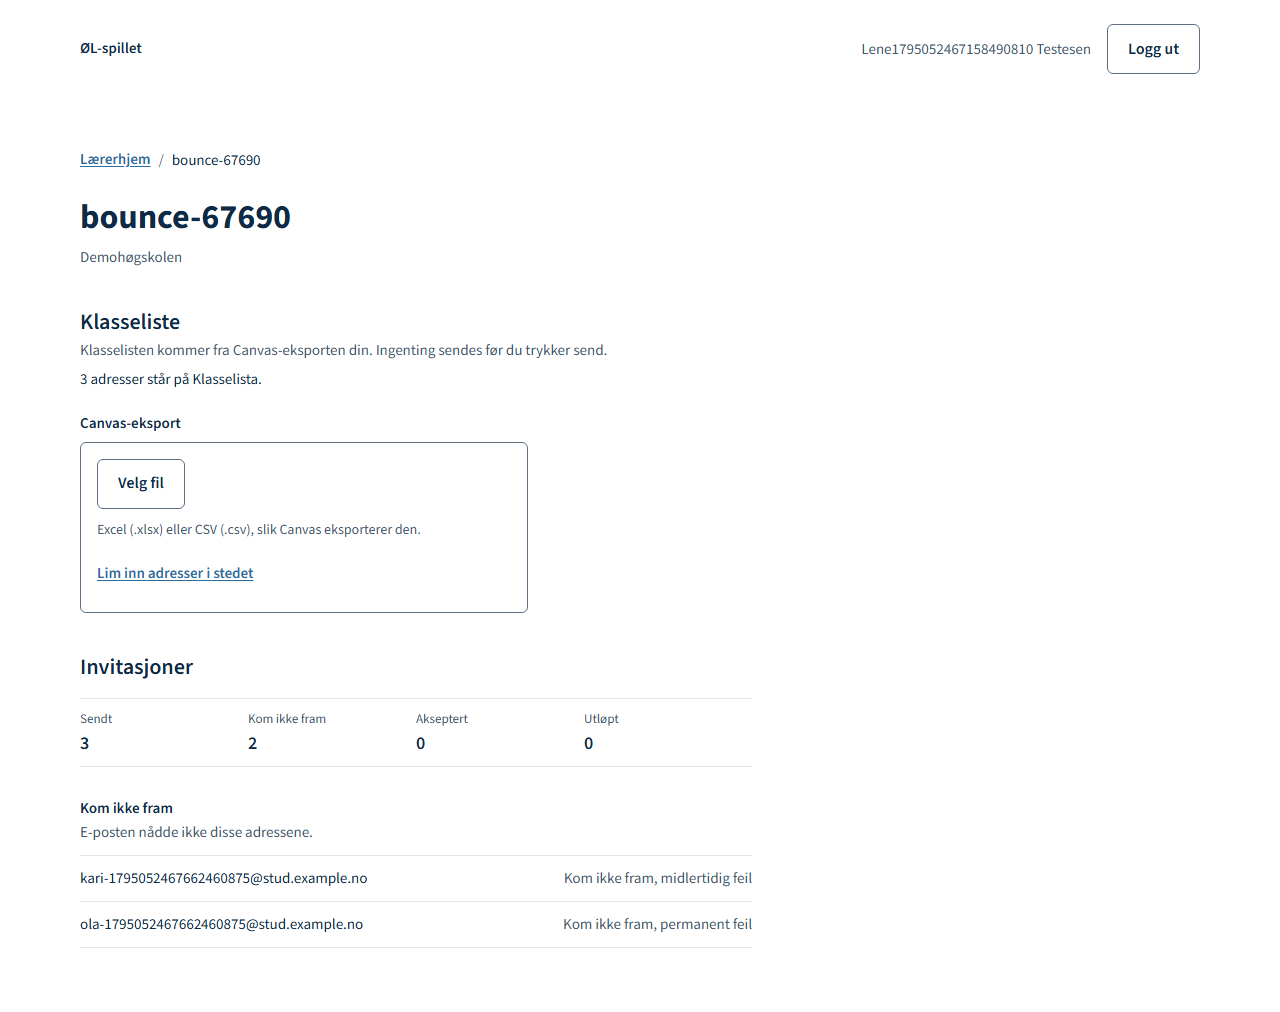 ØL-spillet
Lene1795052467158490810 Testesen
Logg ut
Lærerhjem / bounce-67690
bounce-67690
Demohøgskolen
Klasseliste
Klasselisten kommer fra Canvas-eksporten din. Ingenting sendes før du trykker send.
3 adresser står på Klasselista.
Canvas-eksport
Velg fil
Excel (.xlsx) eller CSV (.csv), slik Canvas eksporterer den.
Lim inn adresser i stedet
Invitasjoner
Sendt Kom ikke fram Akseptert Utløpt
3 2 0 0
Kom ikke fram
E-posten nådde ikke disse adressene.
kari-1795052467662460875@stud.example.no Kom ikke fram, midlertidig feil
ola-1795052467662460875@stud.example.no Kom ikke fram, permanent feil